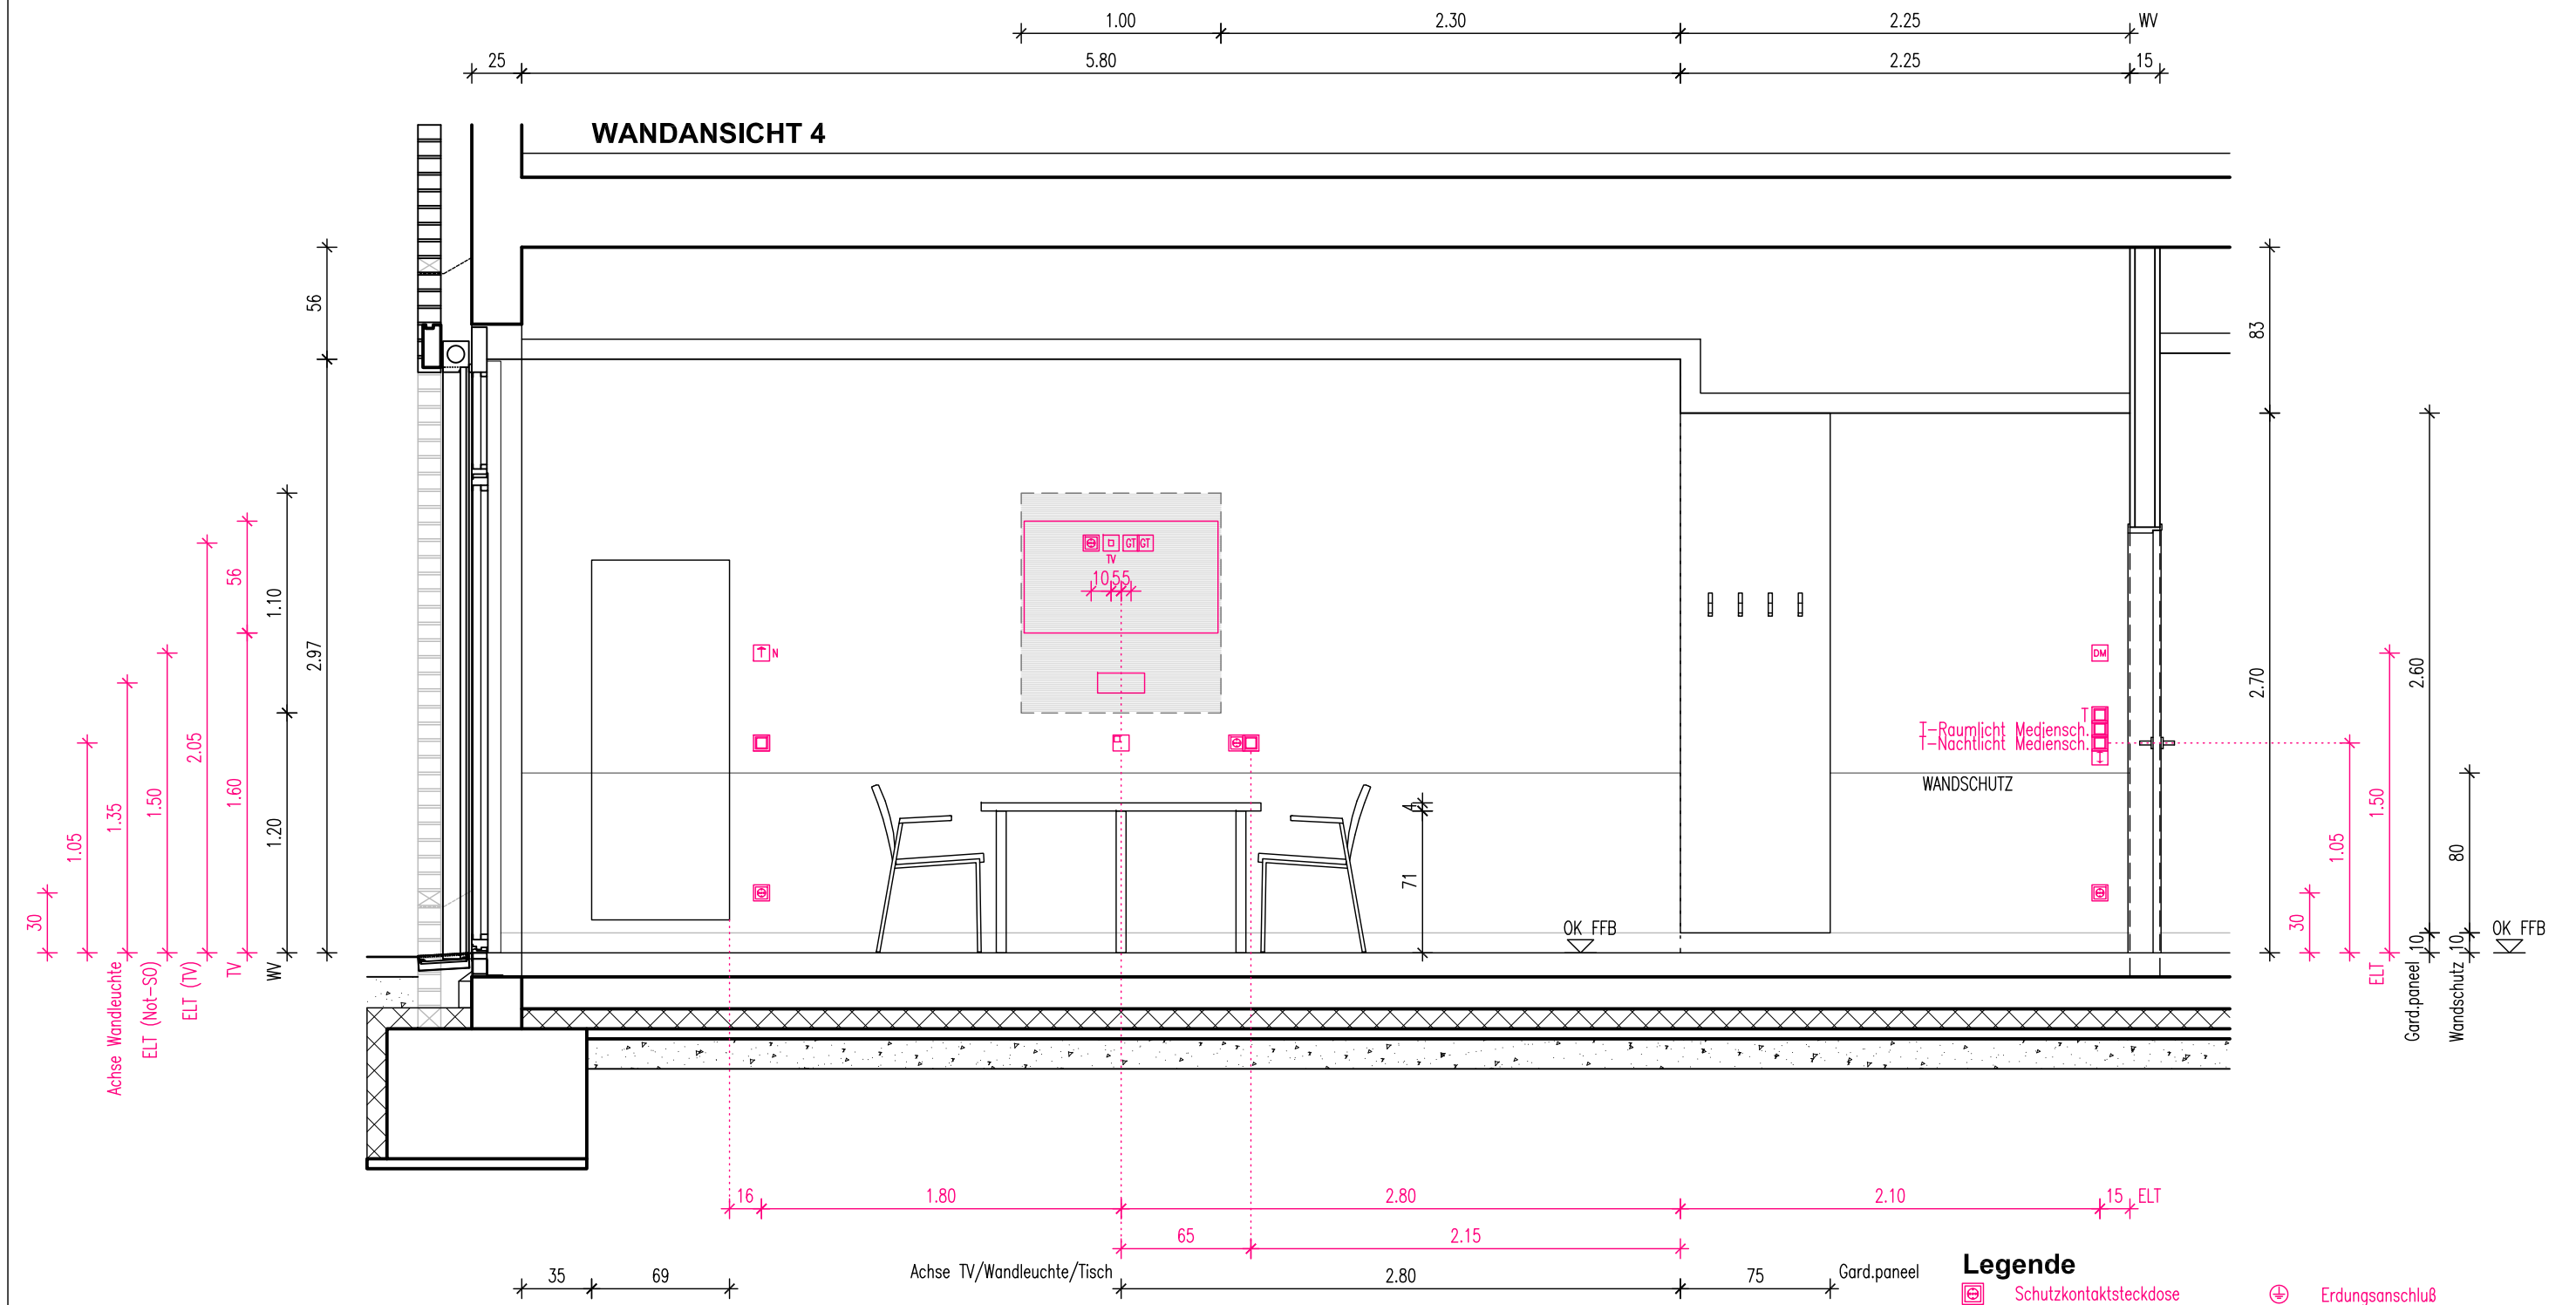 1.00
2.30
2.25
WV
25
5.80
2.25
15
WANDANSICHT 4
56
83
2.97
1.10
1.20
WV
56
1.60
TV
2.05
ELT (TV)
1.50
ELT (Not-SO)
1.35
Achse Wandleuchte
1.05
30
GT GT
TV
10 5 5
N
DM
T
T-Raumlicht Mediensch.
T-Nachtlicht Mediensch.
WANDSCHUTZ
4
71
OK FFB
2.70
30
1.05
1.50
ELT
2.60
10
Gard.paneel
80
10
Wandschutz
OK FFB
16
1.80
2.80
2.10
15
ELT
65
2.15
35
69
Achse TV/Wandleuchte/Tisch
2.80
75
Gard.paneel
Legende
Schutzkontaktsteckdose
Erdungsanschluß